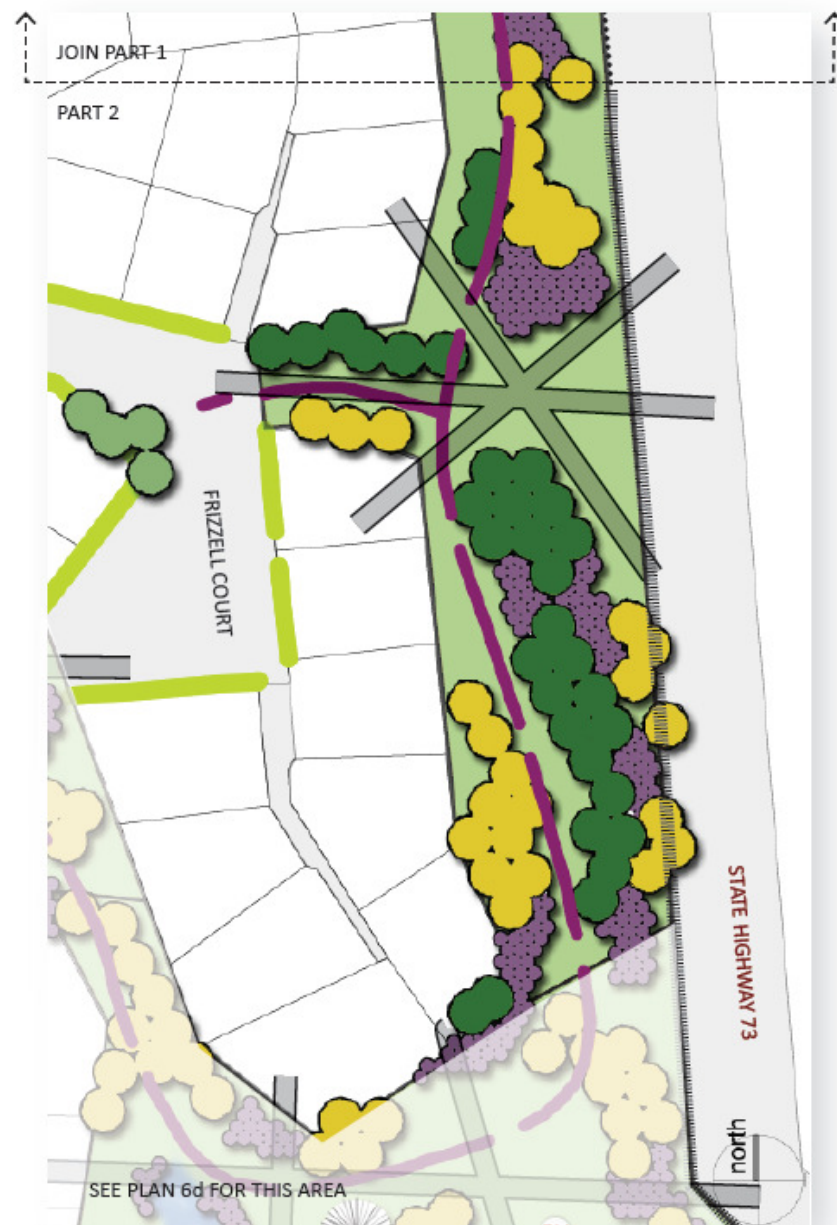 JOIN PART 1
PART 2
FRIZZELL COURT
STATE HIGHWAY 73
north
SEE PLAN 6d FOR THIS AREA